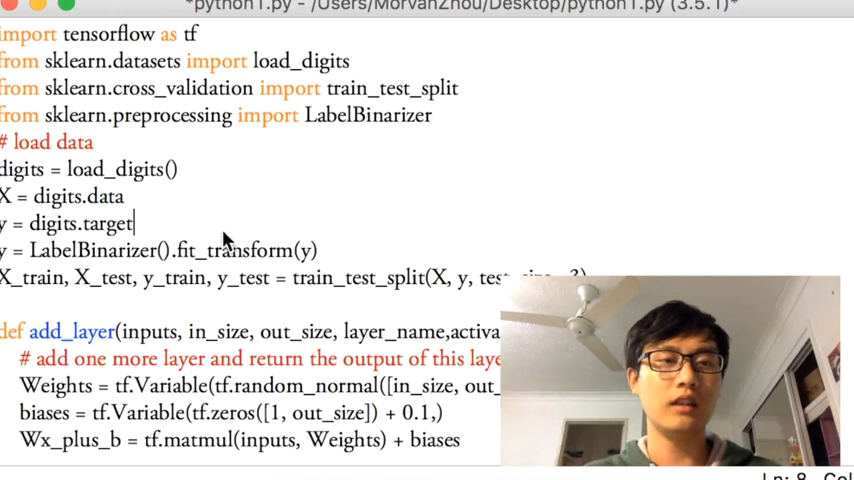 *python1.py - /Users/MorvanZhou/Desktop/python1.py (3.5.1)*
import tensorflow as tf
from sklearn.datasets import load_digits
from sklearn.cross_validation import train_test_split
from sklearn.preprocessing import LabelBinarizer
# load data
digits = load_digits()
X = digits.data
y = digits.target
y = LabelBinarizer().fit_transform(y)
X_train, X_test, y_train, y_test = train_test_split(X, y,
def add_layer(inputs, in_size, out_size, layer_name,activa
# add one more layer and return the output of this laye
Weights = tf.Variable(tf.random_normal([in_size, out_
biases = tf.Variable(tf.zeros([1, out_size]) + 0.1,)
Wx_plus_b = tf.matmul(inputs, Weights) + biases
Ln: 8